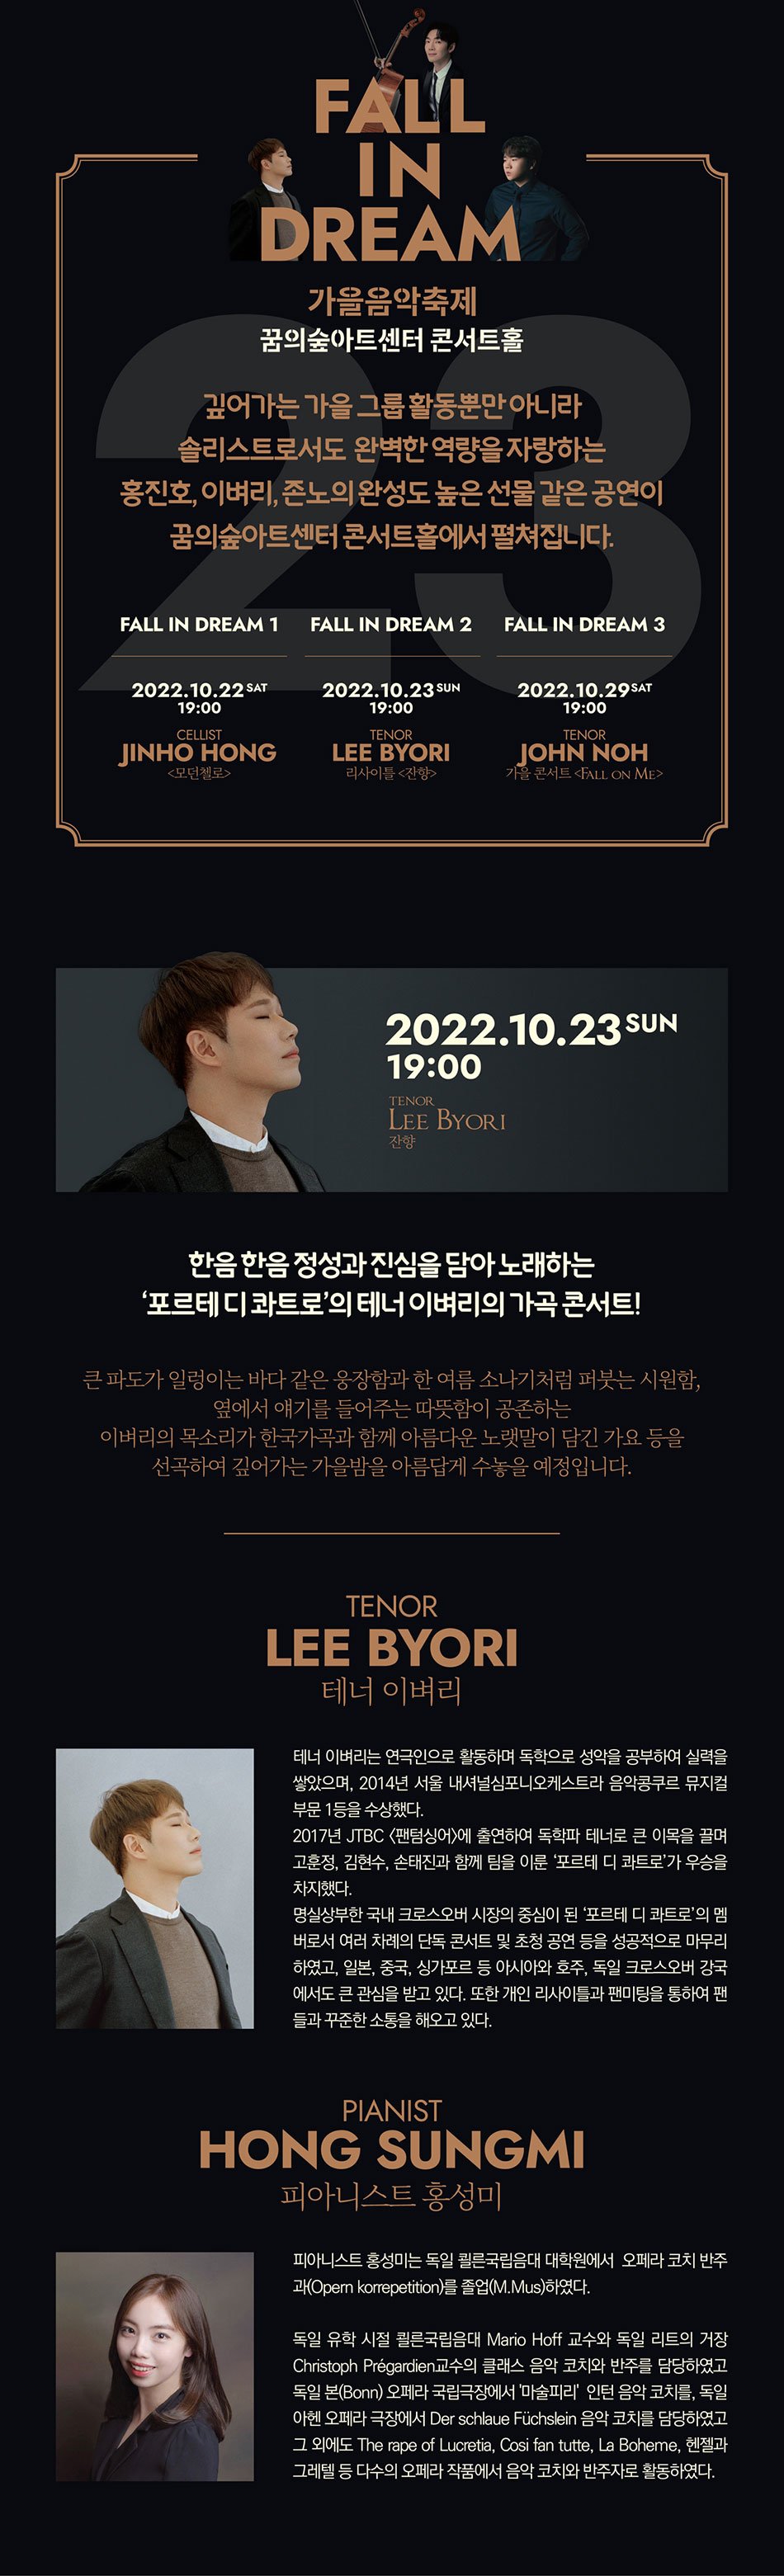 FALL
IN
DREAM
가을음악축제
꿈의숲아트센터 콘서트홀
23
깊어가는 가을 그룹 활동뿐만 아니라
솔리스트로서도 완벽한 역량을 자랑하는
홍진호, 이벼리, 존노의 완성도 높은 선물 같은 공연이
꿈의숲아트센터 콘서트홀에서 펼쳐집니다.
FALL IN DREAM 1
2022.10.22 SAT
19:00
CELLIST
JINHO HONG
<모던첼로>
FALL IN DREAM 2
2022.10.23 SUN
19:00
TENOR
LEE BYORI
리사이틀 <잔향>
FALL IN DREAM 3
2022.10.29 SAT
19:00
TENOR
JOHN NOH
가을 콘서트 <FALL ON ME>
2022.10.23 SUN
19:00
TENOR
LEE BYORI
잔향
한음 한음 정성과 진심을 담아 노래하는
‘포르테 디 콰트로’의 테너 이벼리의 가곡 콘서트!
큰 파도가 일렁이는 바다 같은 웅장함과 한 여름 소나기처럼 퍼붓는 시원함,
옆에서 얘기를 들어주는 따뜻함이 공존하는
이벼리의 목소리가 한국가곡과 함께 아름다운 노랫말이 담긴 가요 등을
선곡하여 깊어가는 가을밤을 아름답게 수놓을 예정입니다.
TENOR
LEE BYORI
테너 이벼리
테너 이벼리는 연극인으로 활동하며 독학으로 성악을 공부하여 실력을
쌓았으며, 2014년 서울 내셔널심포니오케스트라 음악콩쿠르 뮤지컬
부문 1등을 수상했다.
2017년 JTBC <팬텀싱어>에 출연하여 독학파 테너로 큰 이목을 끌며
고훈정, 김현수, 손태진과 함께 팀을 이룬 ‘포르테 디 콰트로’가 우승을
차지했다.
명실상부한 국내 크로스오버 시장의 중심이 된 ‘포르테 디 콰트로’의 멤
버로서 여러 차례의 단독 콘서트 및 초청 공연 등을 성공적으로 마무리
하였고, 일본, 중국, 싱가포르 등 아시아와 호주, 독일 크로스오버 강국
에서도 큰 관심을 받고 있다. 또한 개인 리사이틀과 팬미팅을 통하여 팬
들과 꾸준한 소통을 해오고 있다.
PIANIST
HONG SUNGMI
피아니스트 홍성미
피아니스트 홍성미는 독일 쾰른국립음대 대학원에서 오페라 코치 반주
과(Opern korrepetition)를 졸업(M.Mus)하였다.
독일 유학 시절 쾰른국립음대 Mario Hoff 교수와 독일 리트의 거장
Christoph Prégardien교수의 클래스 음악 코치와 반주를 담당하였고
독일 본(Bonn) 오페라 국립극장에서 '마술피리' 인턴 음악 코치를, 독일
아헨 오페라 극장에서 Der schlaue Füchslein 음악 코치를 담당하였고
그 외에도 The rape of Lucretia, Cosi fan tutte, La Boheme, 헨젤과
그레텔 등 다수의 오페라 작품에서 음악 코치와 반주자로 활동하였다.